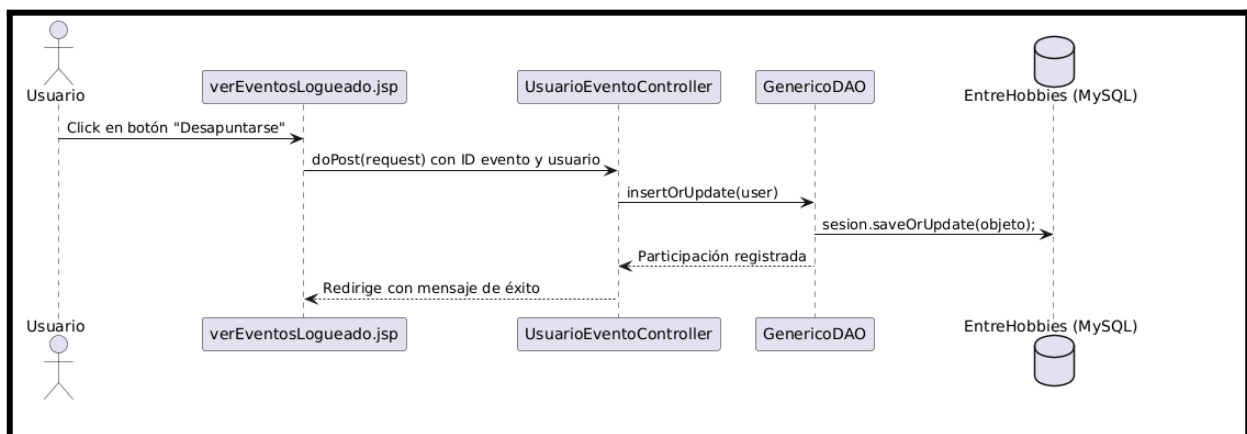 Usuario
verEventosLogueado.jsp
UsuarioEventoController
GenericoDAO
EntreHobbies (MySQL)
Click en botón "Desapuntarse"
doPost(request) con ID evento y usuario
insertOrUpdate(user)
sesion.saveOrUpdate(objeto);
Participación registrada
Redirige con mensaje de éxito
Usuario
verEventosLogueado.jsp
UsuarioEventoController
GenericoDAO
EntreHobbies (MySQL)